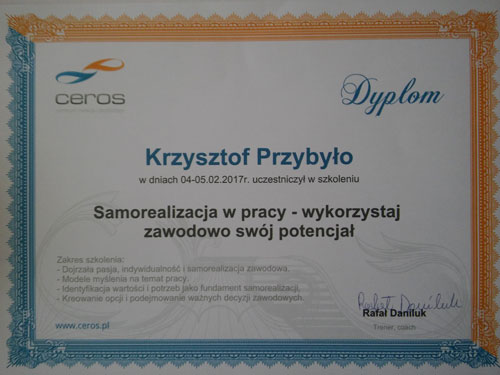 ceros
Dyplom
Krzysztof Przybyło
w dniach 04-05.02.2017r. uczestniczył w szkoleniu
Samorealizacja w pracy - wykorzystaj
zawodowo swój potencjał
Zakres szkolenia:
- Dojrzała pasja, indywidualność i samorealizacja zawodowa,
- Modele myślenia na temat pracy,
- Identyfikacja wartości i potrzeb jako fundament samorealizacji,
- Kreowanie opcji i podejmowanie ważnych decyzji zawodowych.
Rafał Daniluk
Rafał Daniluk
Trener, coach
www.ceros.pl